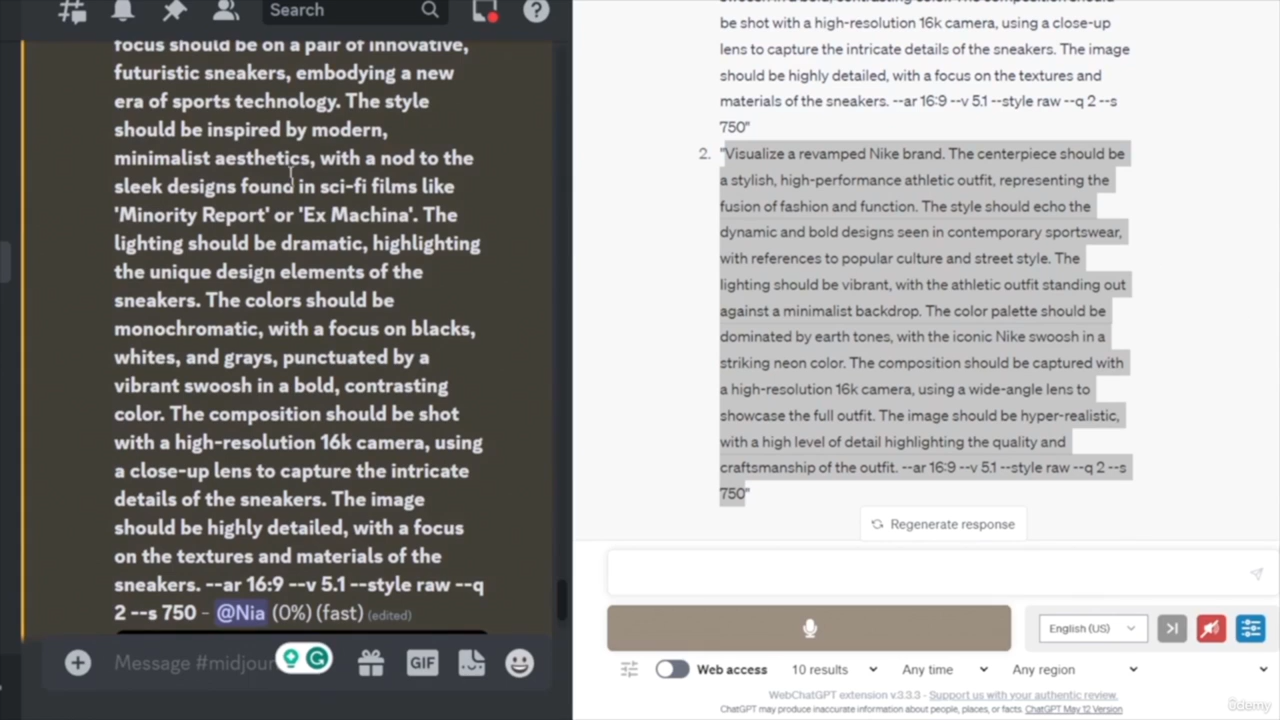 Search
focus should be on a pair of innovative,
futuristic sneakers, embodying a new
era of sports technology. The style
should be inspired by modern,
minimalist aesthetics, with a nod to the
sleek designs found in sci-fi films like
'Minority Report' or 'Ex Machina'. The
lighting should be dramatic, highlighting
the unique design elements of the
sneakers. The colors should be
monochromatic, with a focus on blacks,
whites, and grays, punctuated by a
vibrant swoosh in a bold, contrasting
color. The composition should be shot
with a high-resolution 16k camera, using
a close-up lens to capture the intricate
details of the sneakers. The image
should be highly detailed, with a focus
on the textures and materials of the
sneakers. --ar 16:9 --v 5.1 --style raw --q
2 --s 750 - @Nia (0%) (fast) (edited)
Message #midjour
GIF
swoosh in a bold, contrasting color. The composition should
be shot with a high-resolution 16k camera, using a close-up
lens to capture the intricate details of the sneakers. The image
should be highly detailed, with a focus on the textures and
materials of the sneakers. --ar 16:9 --v 5.1 --style raw --q 2 --s
750"
2. "Visualize a revamped Nike brand. The centerpiece should be
a stylish, high-performance athletic outfit, representing the
fusion of fashion and function. The style should echo the
dynamic and bold designs seen in contemporary sportswear,
with references to popular culture and street style. The
lighting should be vibrant, with the athletic outfit standing out
against a minimalist backdrop. The color palette should be
dominated by earth tones, with the iconic Nike swoosh in a
striking neon color. The composition should be captured with
a high-resolution 16k camera, using a wide-angle lens to
showcase the full outfit. The image should be hyper-realistic,
with a high level of detail highlighting the quality and
craftsmanship of the outfit. --ar 16:9 --v 5.1 --style raw --q 2 --s
750"
Regenerate response
English (US)
Web access 10 results Any time Any region
WebChatGPT extension v.3.3.3 - Support us with your authentic review.
ChatGPT may produce inaccurate information about people, places, or facts. ChatGPT May 12 Version
ûdemy